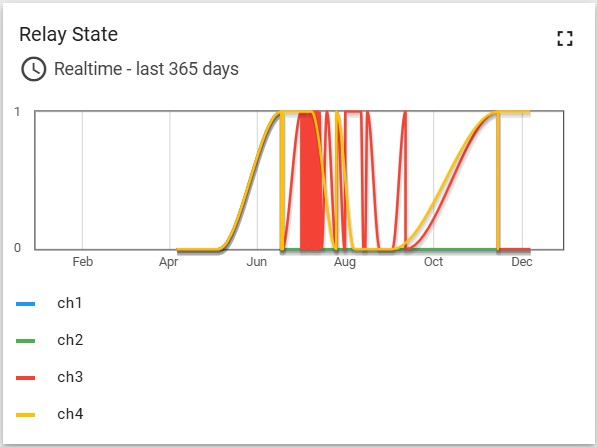 Relay State
Realtime - last 365 days
1
0
Feb Apr Jun Aug Oct Dec
ch1
ch2
ch3
ch4